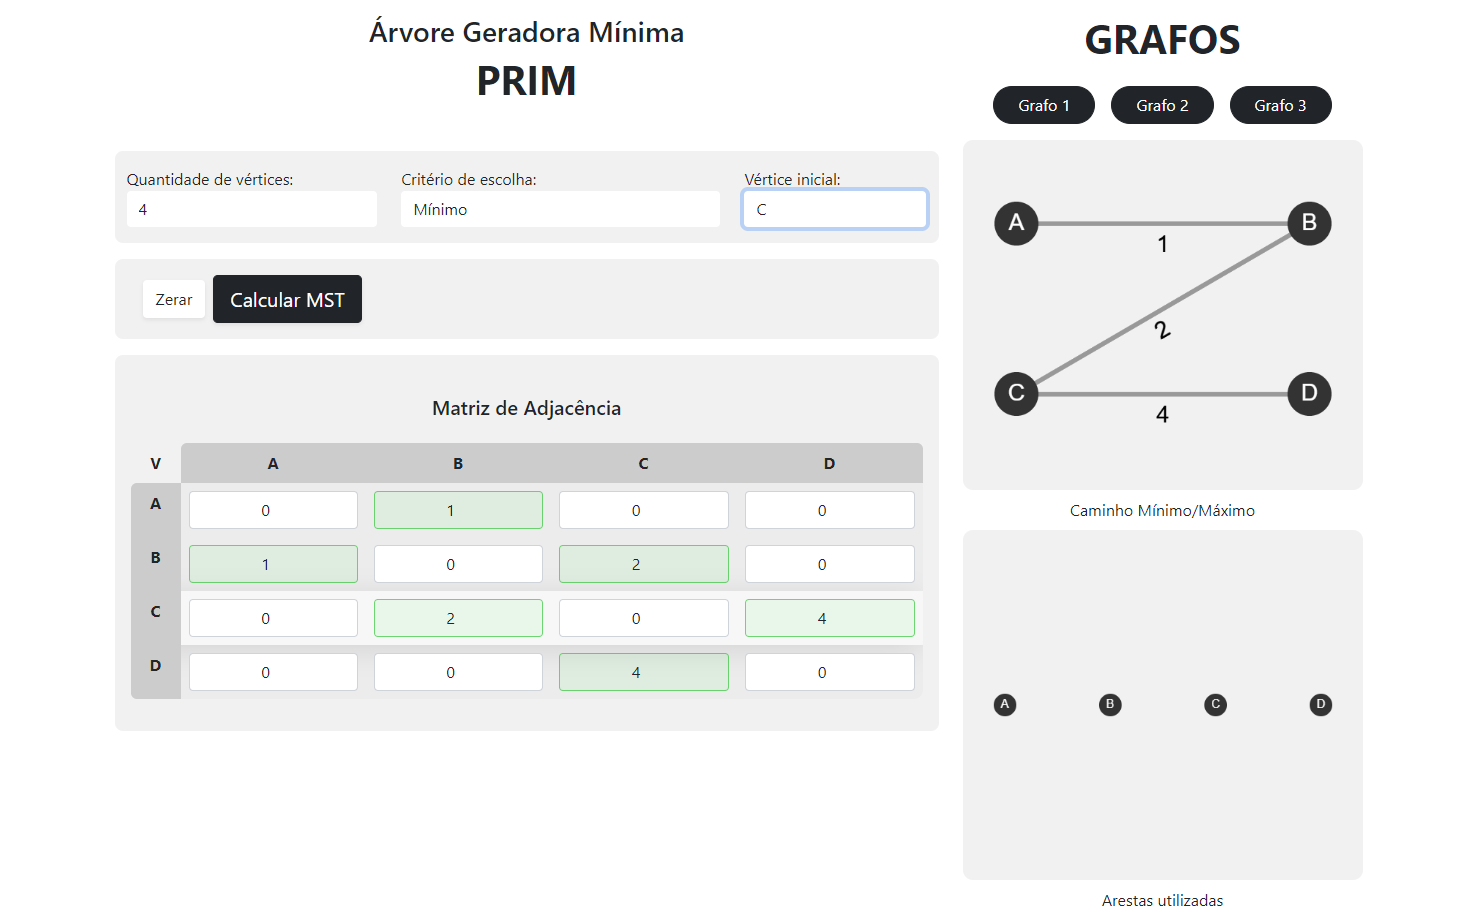 Árvore Geradora Mínima
PRIM
Quantidade de vértices:
4
Critério de escolha:
Mínimo
Vértice inicial:
C
Zerar
Calcular MST
Matriz de Adjacência
V A B C D
A 0 1 0 0
B 1 0 2 0
C 0 2 0 4
D 0 0 4 0
GRAFOS
Grafo 1
Grafo 2
Grafo 3
A B
1
2
C D
4
Caminho Mínimo/Máximo
A B C D
Arestas utilizadas